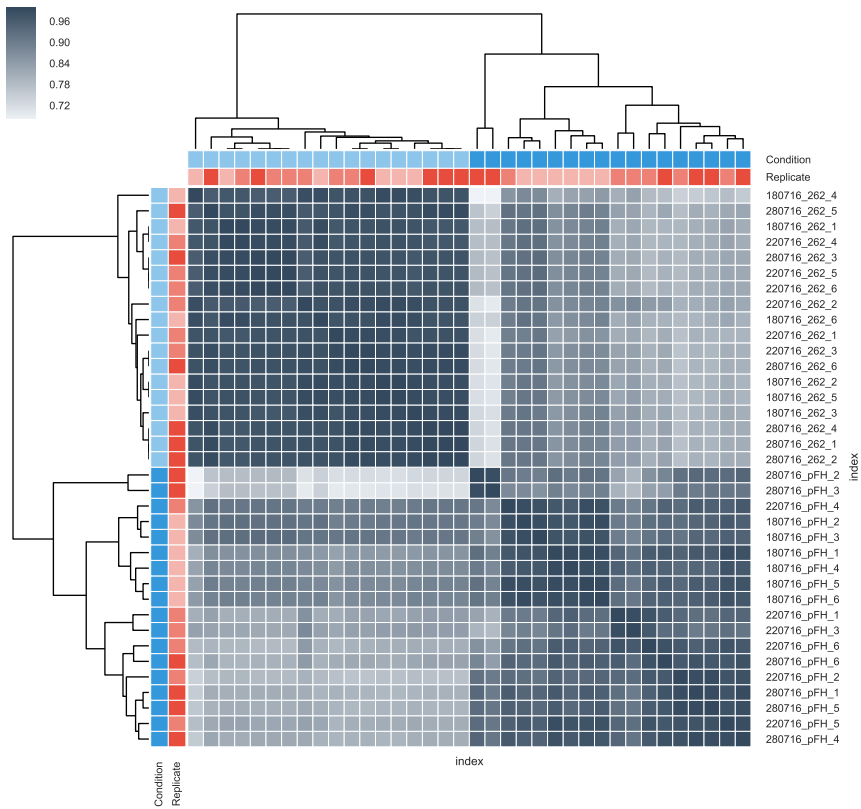 0.96
0.90
0.84
0.78
0.72
Condition
Replicate
180716_262_4
280716_262_5
180716_262_1
220716_262_4
280716_262_3
220716_262_5
220716_262_6
220716_262_2
180716_262_6
220716_262_1
220716_262_3
280716_262_6
180716_262_2
180716_262_5
180716_262_3
280716_262_4
280716_262_1
280716_262_2
280716_pFH_2
280716_pFH_3
220716_pFH_4
180716_pFH_2
180716_pFH_3
180716_pFH_1
180716_pFH_4
180716_pFH_5
180716_pFH_6
220716_pFH_1
220716_pFH_3
220716_pFH_6
280716_pFH_6
220716_pFH_2
280716_pFH_1
280716_pFH_5
220716_pFH_5
280716_pFH_4
index
index
Condition
Replicate